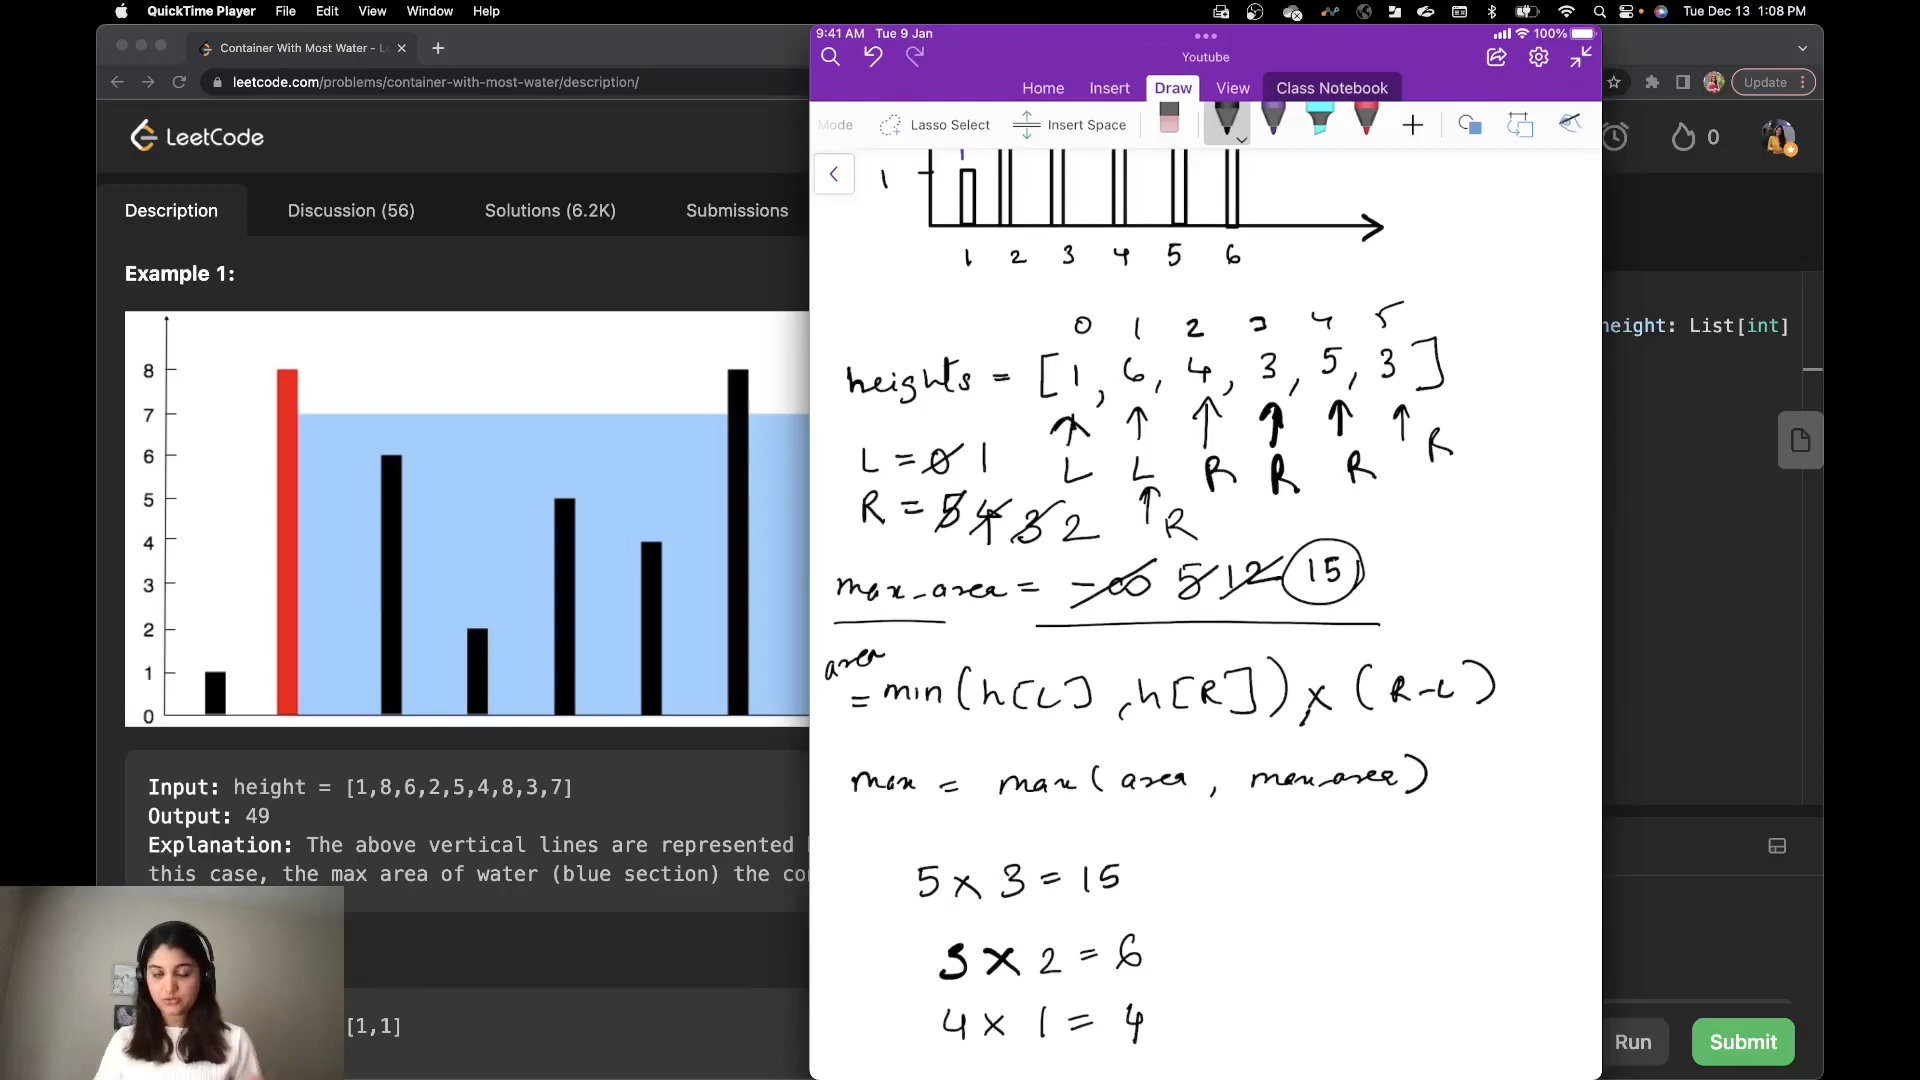 QuickTime Player File Edit View Window Help Tue Dec 13 1:08 PM
Container With Most Water - L
leetcode.com/problems/container-with-most-water/description/
Update
LeetCode
0
Description Discussion (56) Solutions (6.2K) Submissions
Example 1:
8
7
6
5
4
3
2
1
0
Input: height = [1,8,6,2,5,4,8,3,7]
Output: 49
Explanation: The above vertical lines are represented
this case, the max area of water (blue section) the co
[1,1]
9:41 AM Tue 9 Jan 100%
Youtube
Home Insert Draw View Class Notebook
Mode Lasso Select Insert Space
1
1 2 3 4 5 6
0 1 2 3 4 5
heights = [1, 6, 4, 3, 5, 3]
L = 0 1 L L R R R R
R = 5 4 3 2 R
max_area = -∞ 5 12 15
area
= min (h[L], h[R]) x (R-L)
max = max (area, max_area)
5 x 3 = 15
3 x 2 = 6
4 x 1 = 4
height: List[int]
Run Submit